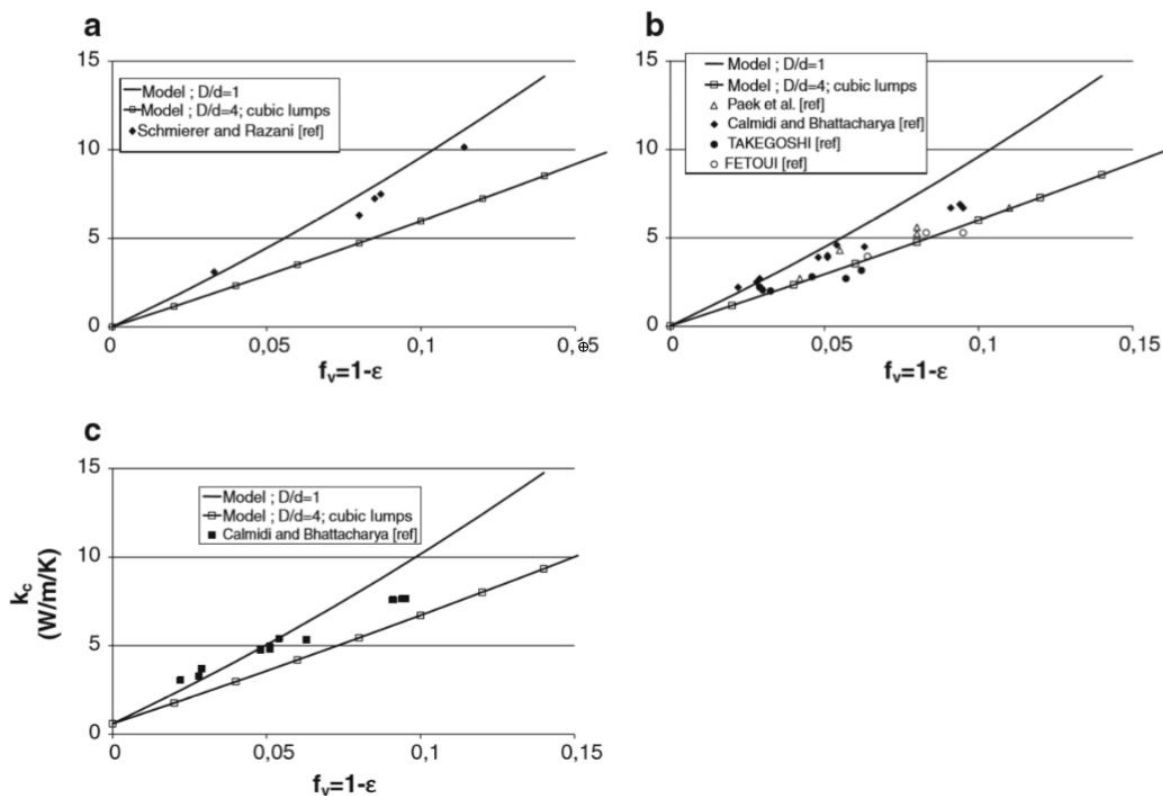 a
15
10
5
0
Model ; D/d=1
Model ; D/d=4; cubic lumps
Schmierer and Razani [ref]
0
0,05
0,1
0,15
fv=1-ε
b
15
10
5
0
Model ; D/d=1
Model ; D/d=4; cubic lumps
Paek et al. [ref]
Calmidi and Bhattacharya [ref]
TAKEGOSHI [ref]
FETOUI [ref]
0
0,05
0,1
0,15
fv=1-ε
c
kc
(W/m/K)
15
10
5
0
Model ; D/d=1
Model ; D/d=4; cubic lumps
Calmidi and Bhattacharya [ref]
0
0,05
0,1
0,15
fv=1-ε